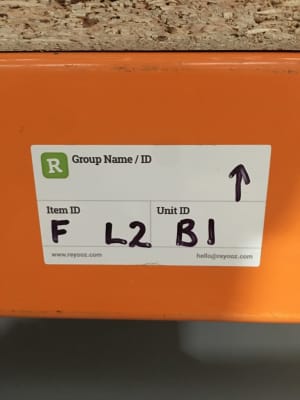 R Group Name / ID
↑
Item ID Unit ID
F L2 B1
www.reyooz.com hello@reyooz.com